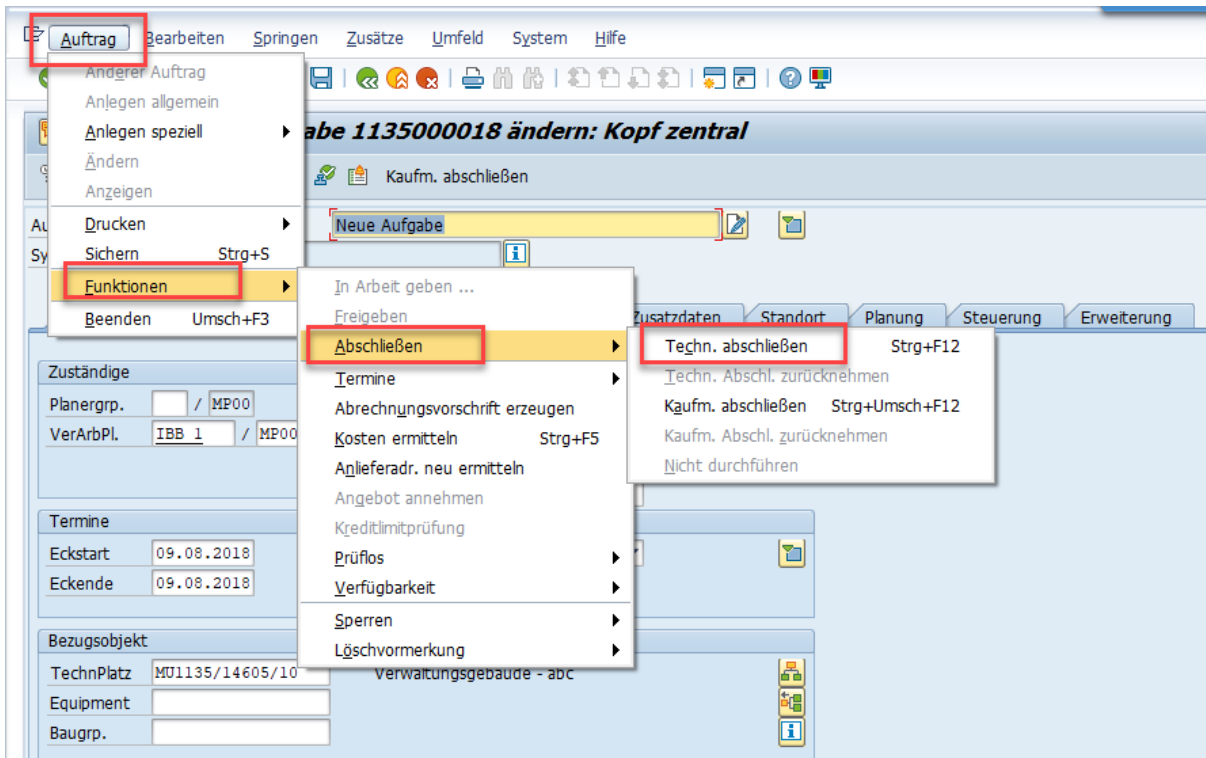 Auftrag Bearbeiten Springen Zusätze Umfeld System Hilfe
Anderer Auftrag
Anlegen allgemein
Anlegen speziell
Ändern
Anzeigen
Drucken
Sichern Strg+S
Funktionen
Beenden Umsch+F3
abe 1135000018 ändern: Kopf zentral
Kaufm. abschließen
Au
Neue Aufgabe
Sy
In Arbeit geben ...
Freigeben
Abschließen
Termine
Abrechnungsvorschrift erzeugen
Kosten ermitteln Strg+F5
Anlieferadr. neu ermitteln
Angebot annehmen
Kreditlimitprüfung
Prüflos
Verfügbarkeit
Sperren
Löschvormerkung
Zusatzdaten Standort Planung Steuerung Erweiterung
Techn. abschließen Strg+F12
Techn. Abschl. zurücknehmen
Kaufm. abschließen Strg+Umsch+F12
Kaufm. Abschl. zurücknehmen
Nicht durchführen
Zuständige
Planergrp. / MP00
VerArbPl. IBB 1 / MP00
Termine
Eckstart 09.08.2018
Eckende 09.08.2018
Bezugsobjekt
TechnPlatz MU1135/14605/10 Verwaltungsgebäude - abc
Equipment
Baugrp.